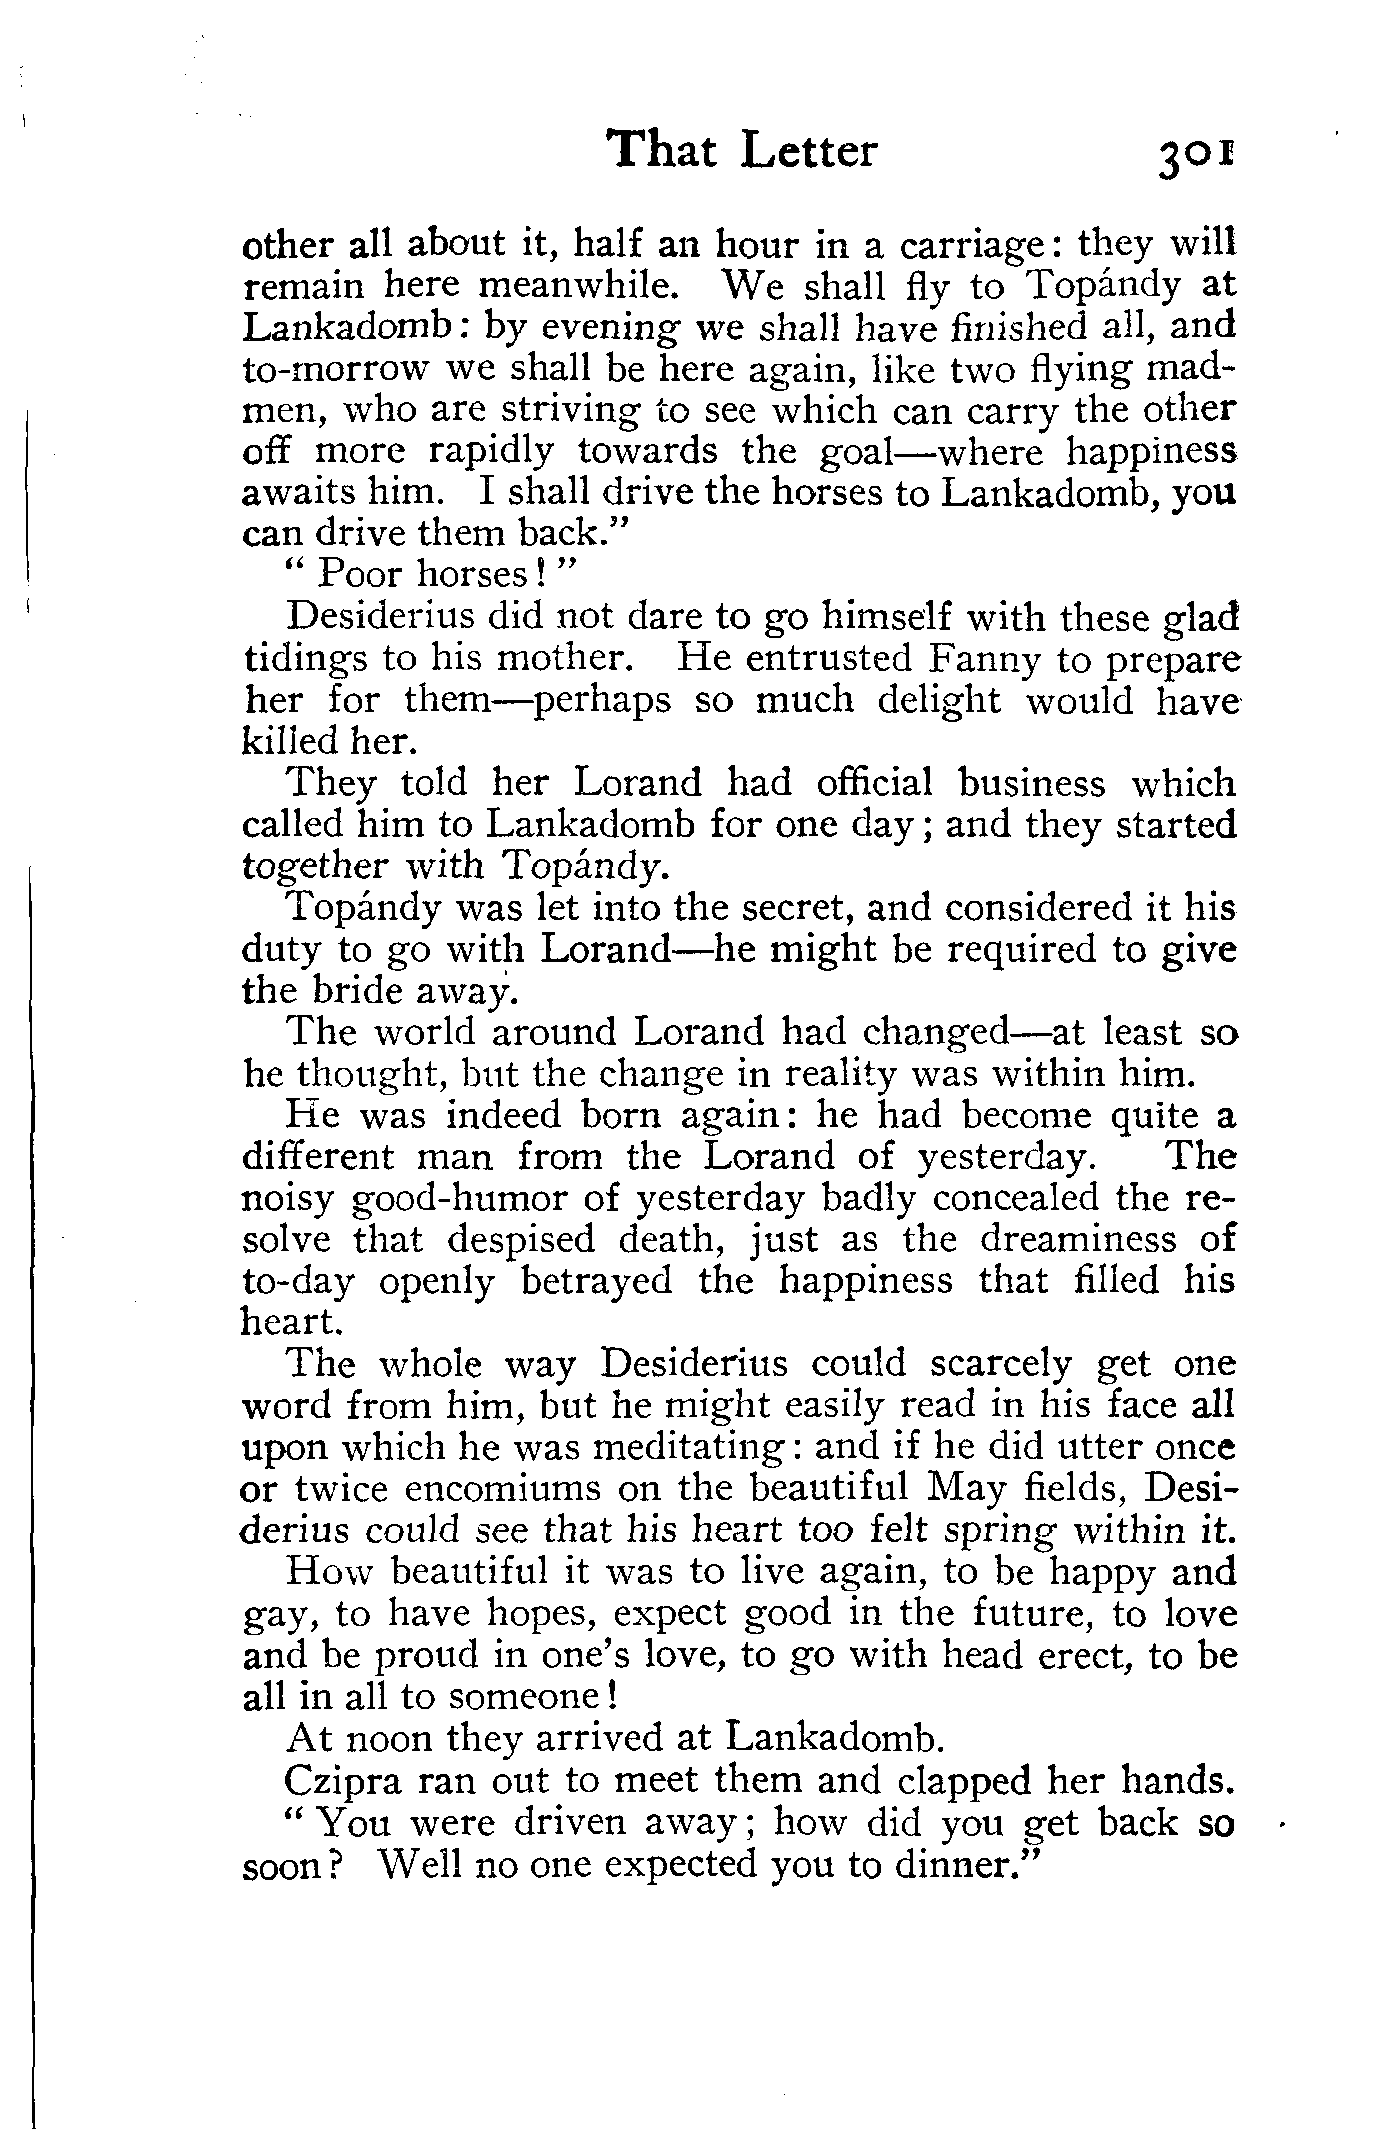 That Letter 301
other all about it, half an hour in a carriage: they will
remain here meanwhile. We shall fly to Topándy at
Lankadomb: by evening we shall have finished all, and
to-morrow we shall be here again, like two flying mad-
men, who are striving to see which can carry the other
off more rapidly towards the goal—where happiness
awaits him. I shall drive the horses to Lankadomb, you
can drive them back."
" Poor horses! "
Desiderius did not dare to go himself with these glad
tidings to his mother. He entrusted Fanny to prepare
her for them—perhaps so much delight would have
killed her.
They told her Lorand had official business which
called him to Lankadomb for one day; and they started
together with Topándy.
Topándy was let into the secret, and considered it his
duty to go with Lorand—he might be required to give
the bride away.
The world around Lorand had changed—at least so
he thought, but the change in reality was within him.
He was indeed born again: he had become quite a
different man from the Lorand of yesterday. The
noisy good-humor of yesterday badly concealed the re-
solve that despised death, just as the dreaminess of
to-day openly betrayed the happiness that filled his
heart.
The whole way Desiderius could scarcely get one
word from him, but he might easily read in his face all
upon which he was meditating: and if he did utter once
or twice encomiums on the beautiful May fields, Desi-
derius could see that his heart too felt spring within it.
How beautiful it was to live again, to be happy and
gay, to have hopes, expect good in the future, to love
and be proud in one's love, to go with head erect, to be
all in all to someone!
At noon they arrived at Lankadomb.
Czipra ran out to meet them and clapped her hands.
" You were driven away; how did you get back so
soon? Well no one expected you to dinner."